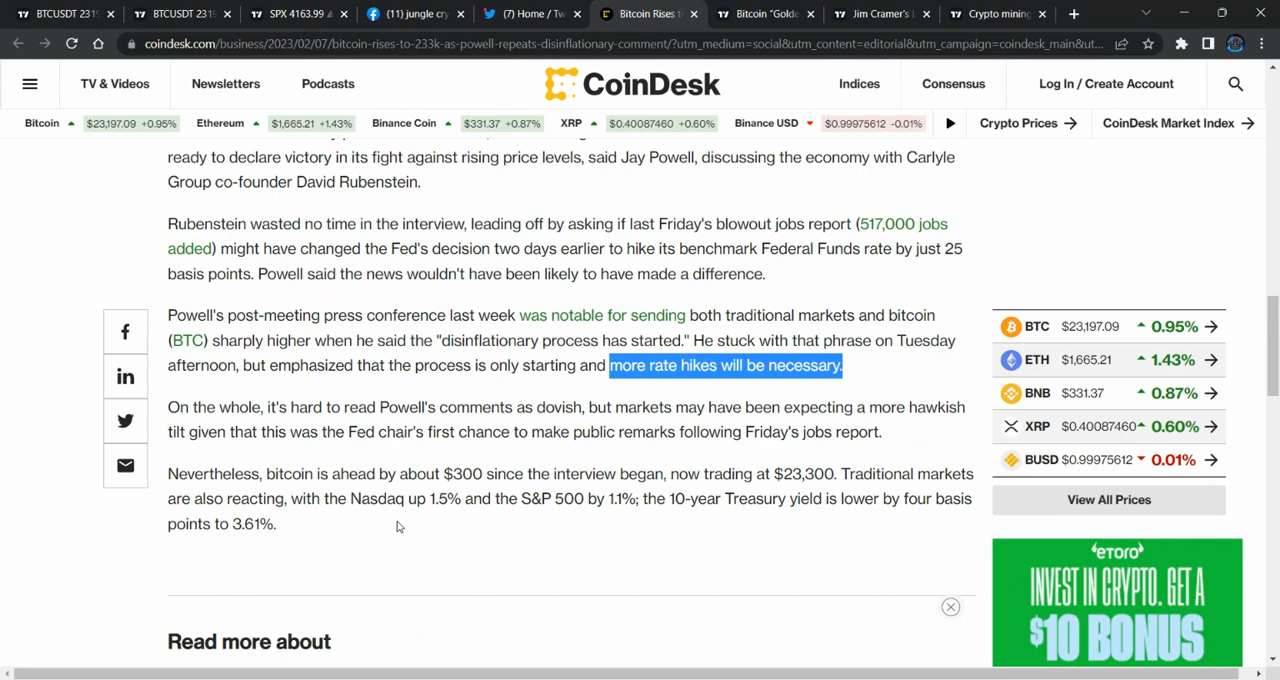 BTCUSDT 231
BTCUSDT 231
SPX 4163.99
(11) jungle cry
(7) Home / Tw
Bitcoin Rises t
Bitcoin "Golde
Jim Cramer's
Crypto mining
coindesk.com/business/2023/02/07/bitcoin-rises-to-233k-as-powell-repeats-disinflationary-comment/?utm_medium=social&utm_content=editorial&utm_campaign=coindesk_main&ut...
TV & Videos
Newsletters
Podcasts
CoinDesk
Indices
Consensus
Log In / Create Account
Bitcoin $23,197.09 +0.95%
Ethereum $1,665.21 +1.43%
Binance Coin $331.37 +0.87%
XRP $0.40087460 +0.60%
Binance USD $0.99975612 -0.01%
Crypto Prices
CoinDesk Market Index
ready to declare victory in its fight against rising price levels, said Jay Powell, discussing the economy with Carlyle
Group co-founder David Rubenstein.
Rubenstein wasted no time in the interview, leading off by asking if last Friday's blowout jobs report (517,000 jobs
added) might have changed the Fed's decision two days earlier to hike its benchmark Federal Funds rate by just 25
basis points. Powell said the news wouldn't have been likely to have made a difference.
Powell's post-meeting press conference last week was notable for sending both traditional markets and bitcoin
(BTC) sharply higher when he said the "disinflationary process has started." He stuck with that phrase on Tuesday
afternoon, but emphasized that the process is only starting and more rate hikes will be necessary.
On the whole, it's hard to read Powell's comments as dovish, but markets may have been expecting a more hawkish
tilt given that this was the Fed chair's first chance to make public remarks following Friday's jobs report.
Nevertheless, bitcoin is ahead by about $300 since the interview began, now trading at $23,300. Traditional markets
are also reacting, with the Nasdaq up 1.5% and the S&P 500 by 1.1%; the 10-year Treasury yield is lower by four basis
points to 3.61%.
Read more about
BTC $23,197.09 0.95%
ETH $1,665.21 1.43%
BNB $331.37 0.87%
XRP $0.40087460 0.60%
BUSD $0.99975612 0.01%
View All Prices
eToro
INVEST IN CRYPTO. GET A
$10 BONUS